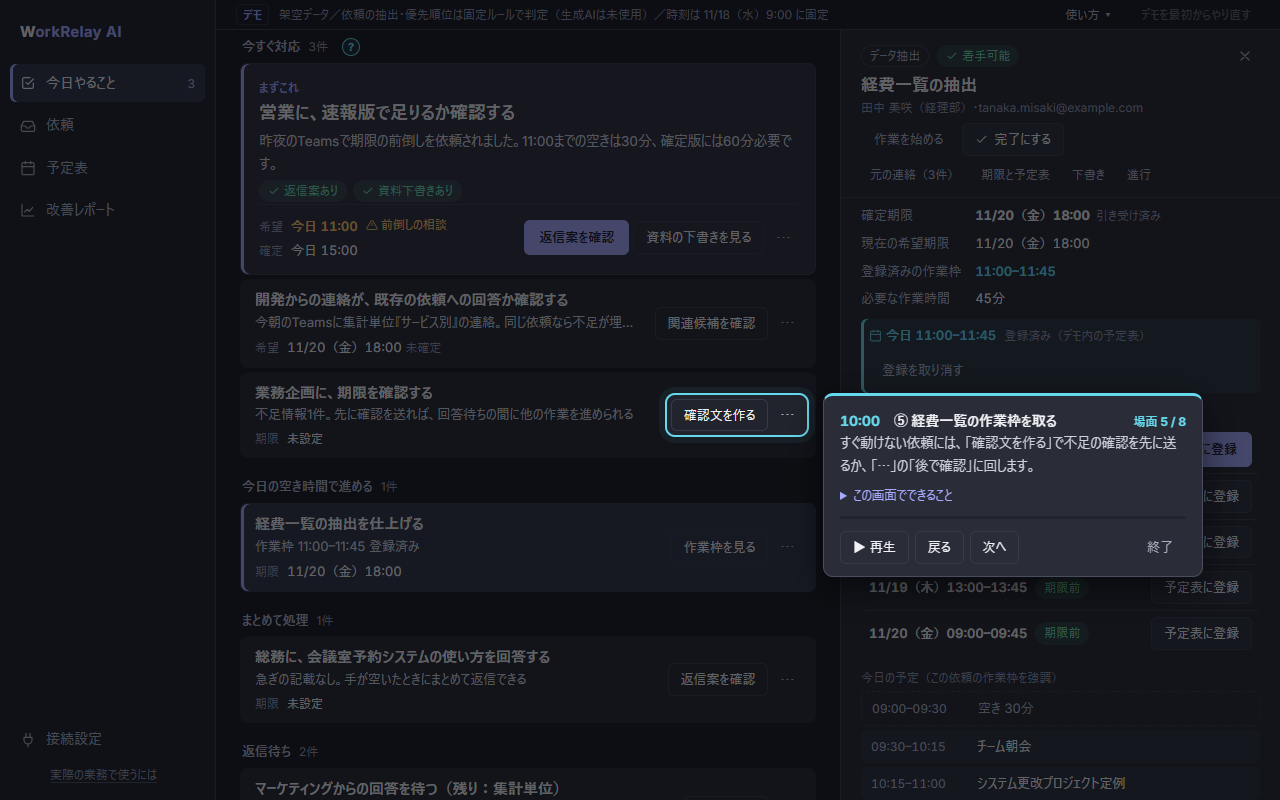 WorkRelay AI
デモ 架空データ／依頼の抽出・優先順位は固定ルールで判定（生成AIは未使用）／時刻は 11/18（水）9:00 に固定
使い方 ▼ デモを最初からやり直す
今日やること 3
依頼
予定表
改善レポート
接続設定
実際の業務で使うには
今すぐ対応 3件 ?
まずこれ
営業に、速報版で足りるか確認する
昨夜のTeamsで期限の前倒しを依頼されました。11:00までの空きは30分、確定版には60分必要で
す。
✓ 返信案あり ✓ 資料下書きあり
希望 今日 11:00 ⚠ 前倒しの相談
確定 今日 15:00
返信案を確認 資料の下書きを見る …
開発からの連絡が、既存の依頼への回答か確認する
今朝のTeamsに集計単位『サービス別』の連絡。同じ依頼なら不足が埋…
希望 11/20（金）18:00 未確定
関連候補を確認 …
業務企画に、期限を確認する
不足情報1件。先に確認を送れば、回答待ちの間に他の作業を進められる
期限 未設定
確認文を作る …
今日の空き時間で進める 1件
経費一覧の抽出を仕上げる
作業枠 11:00–11:45 登録済み
期限 11/20（金）18:00
作業枠を見る …
まとめて処理 1件
総務に、会議室予約システムの使い方を回答する
急ぎの記載なし。手が空いたときにまとめて返信できる
期限 未設定
返信案を確認 …
返信待ち 2件
マーケティングからの回答を待つ（残り：集計単位）
データ抽出 ✓ 着手可能
経費一覧の抽出
田中 美咲（経理部）・tanaka.misaki@example.com
作業を始める ✓ 完了にする
元の連絡（3件） 期限と予定表 下書き 進行
確定期限 11/20（金）18:00 引き受け済み
現在の希望期限 11/20（金）18:00
登録済みの作業枠 11:00–11:45
必要な作業時間 45分
今日 11:00–11:45 登録済み（デモ内の予定表）
登録を取り消す
10:00 ⑤ 経費一覧の作業枠を取る 場面 5 / 8
すぐ動けない依頼には、「確認文を作る」で不足の確認を先に送
るか、「…」の「後で確認」に回します。
▶ この画面でできること
▶ 再生 戻る 次へ 終了
に登録
に登録
に登録
11/19（木）13:00–13:45 期限前 予定表に登録
11/20（金）09:00–09:45 期限前 予定表に登録
今日の予定（この依頼の作業枠を強調）
09:00–09:30 空き 30分
09:30–10:15 チーム朝会
10:15–11:00 システム更改プロジェクト定例